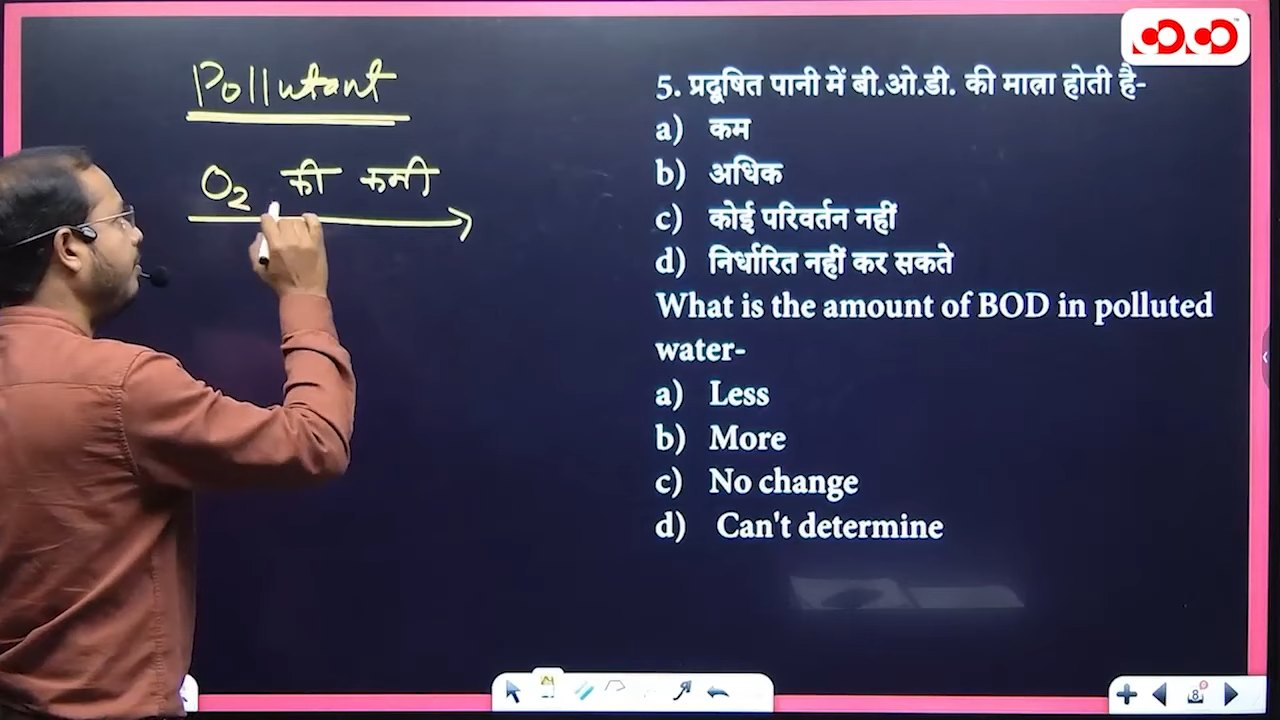 Pollutant
O2 की कमी
5. प्रदूषित पानी में बी.ओ.डी. की मात्रा होती है-
a) कम
b) अधिक
c) कोई परिवर्तन नहीं
d) निर्धारित नहीं कर सकते
What is the amount of BOD in polluted
water-
a) Less
b) More
c) No change
d) Can't determine
8